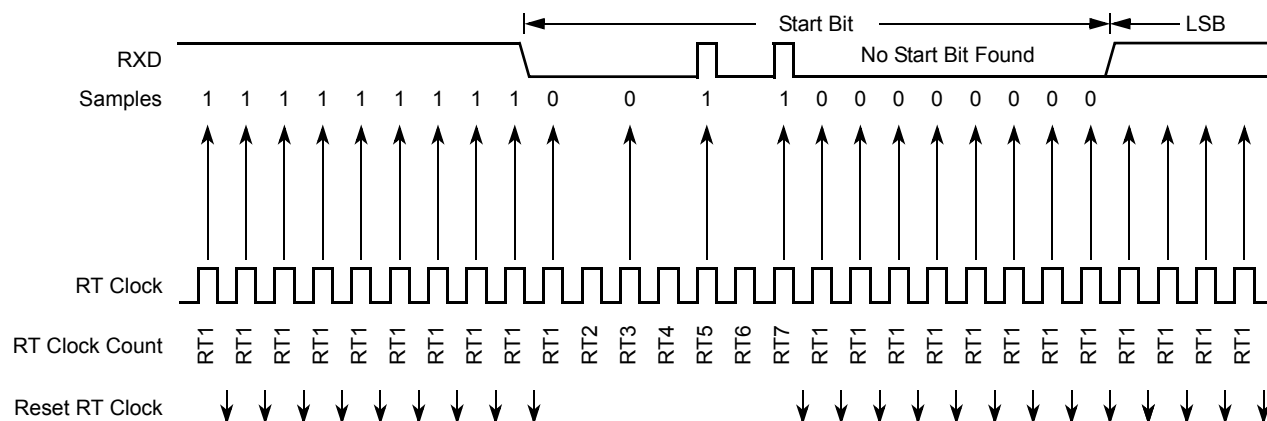 Start Bit LSB
RXD No Start Bit Found
Samples 1 1 1 1 1 1 1 1 1 0 0 1 1 0 0 0 0 0 0 0 0
RT Clock
RT Clock Count RT1 RT1 RT1 RT1 RT1 RT1 RT1 RT1 RT1 RT1 RT2 RT3 RT4 RT5 RT6 RT7 RT1 RT1 RT1 RT1 RT1 RT1 RT1 RT1 RT1 RT1 RT1 RT1
Reset RT Clock